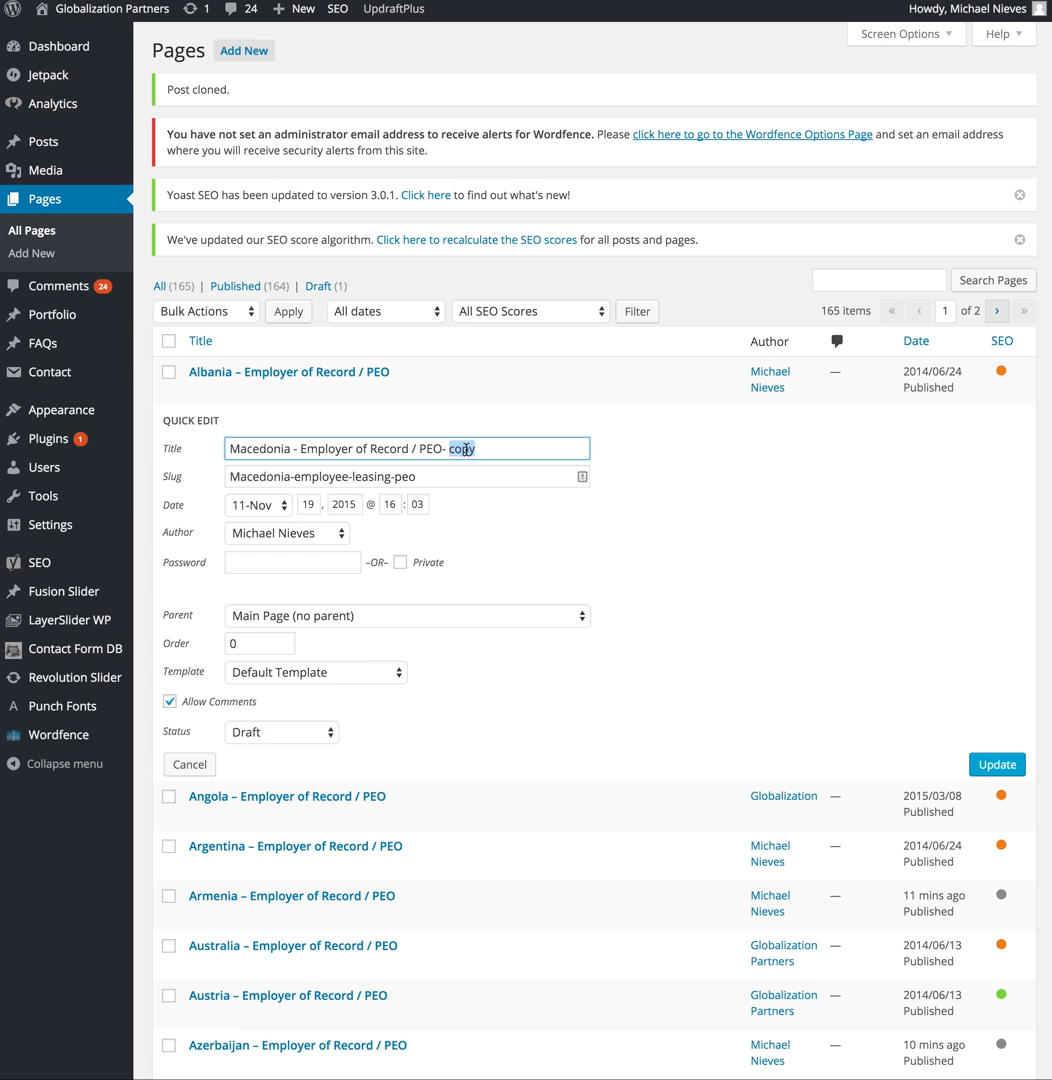 Globalization Partners 1 24 + New SEO UpdraftPlus Howdy, Michael Nieves
Dashboard
Jetpack
Analytics
Posts
Media
Pages
All Pages
Add New
Comments 24
Portfolio
FAQs
Contact
Appearance
Plugins 1
Users
Tools
Settings
SEO
Fusion Slider
LayerSlider WP
Contact Form DB
Revolution Slider
Punch Fonts
Wordfence
Collapse menu
Screen Options Help
Pages Add New
Post cloned.
You have not set an administrator email address to receive alerts for Wordfence. Please click here to go to the Wordfence Options Page and set an email address
where you will receive security alerts from this site.
Yoast SEO has been updated to version 3.0.1. Click here to find out what's new!
We've updated our SEO score algorithm. Click here to recalculate the SEO scores for all posts and pages.
All (165) | Published (164) | Draft (1) Search Pages
Bulk Actions Apply All dates All SEO Scores Filter 165 items « ‹ 1 of 2 › »
Title Author Date SEO
Albania – Employer of Record / PEO Michael Nieves — 2014/06/24 Published
QUICK EDIT
Title Macedonia - Employer of Record / PEO- copy
Slug Macedonia-employee-leasing-peo
Date 11-Nov 19 , 2015 @ 16 : 03
Author Michael Nieves
Password –OR– Private
Parent Main Page (no parent)
Order 0
Template Default Template
Allow Comments
Status Draft
Cancel Update
Angola – Employer of Record / PEO Globalization — 2015/03/08 Published
Argentina – Employer of Record / PEO Michael Nieves — 2014/06/24 Published
Armenia – Employer of Record / PEO Michael Nieves — 11 mins ago Published
Australia – Employer of Record / PEO Globalization Partners — 2014/06/13 Published
Austria – Employer of Record / PEO Globalization Partners — 2014/06/13 Published
Azerbaijan – Employer of Record / PEO Michael Nieves — 10 mins ago Published